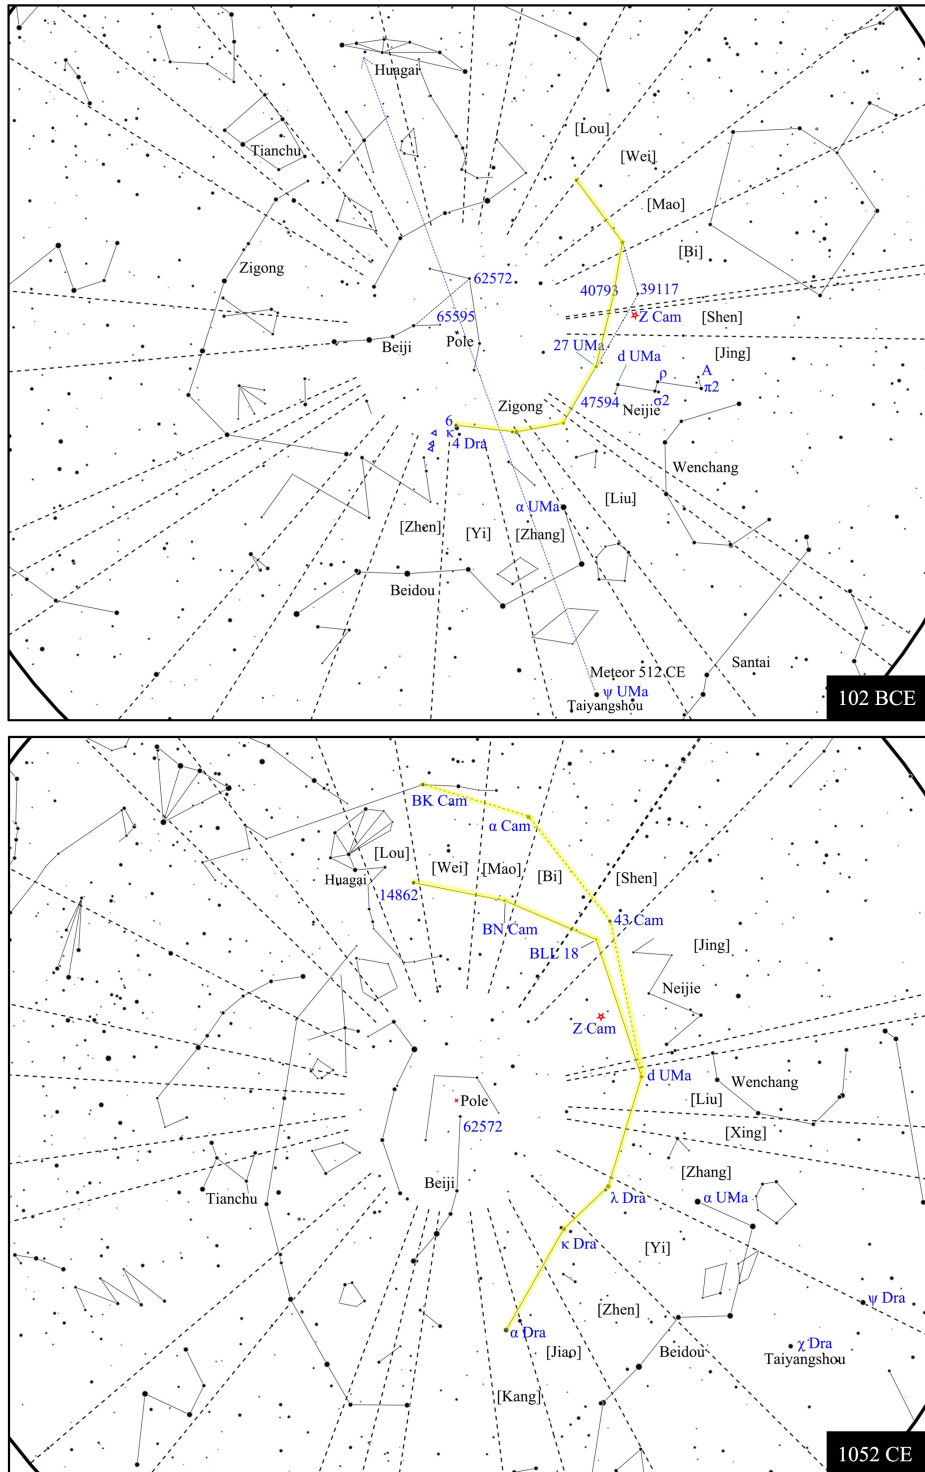 Huagai
[Lou]
Tianchu
[Wei]
[Mao]
[Bi]
Zigong
62572
40793
39117
65595
Z Cam
[Shen]
Pole
Beiji
27 UMa
d UMa
[Jing]
ρ
A
π2
47594
σ2
Neijie
Zigong
6
κ
4 Dra
Wenchang
[Liu]
α UMa
[Zhen]
[Yi]
[Zhang]
Beidou
Santai
Meteor 512 CE
ψ UMa
Taiyangshou
102 BCE
BK Cam
α Cam
[Lou]
[Wei]
[Mao]
[Bi]
[Shen]
Huagai
14862
43 Cam
BN Cam
BLL 18
[Jing]
Neijie
Z Cam
d UMa
Wenchang
Pole
[Liu]
62572
[Xing]
[Zhang]
Beiji
Tianchu
λ Dra
α UMa
κ Dra
[Yi]
ψ Dra
[Zhen]
α Dra
χ Dra
[Jiao]
Beidou
Taiyangshou
[Kang]
1052 CE